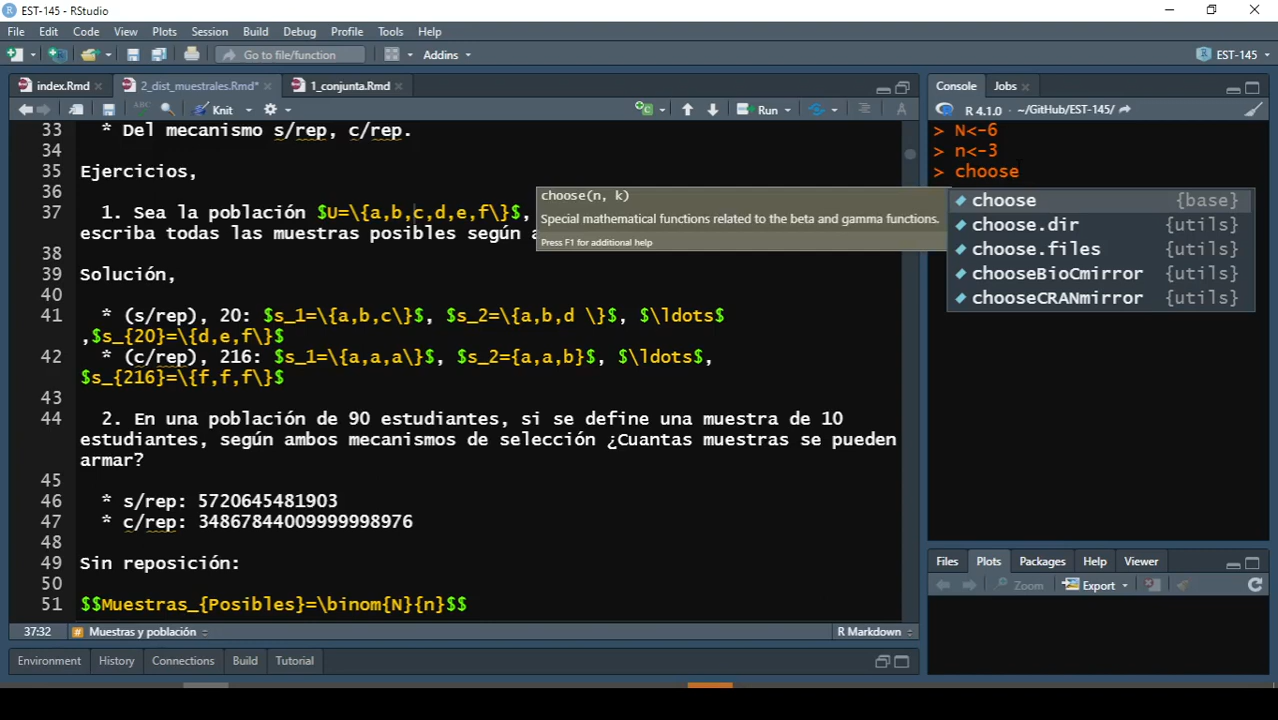 EST-145 - RStudio
File Edit Code View Plots Session Build Debug Profile Tools Help
Go to file/function Addins EST-145
index.Rmd 2_dist_muestrales.Rmd* 1_conjunta.Rmd
ABC Knit Run
33 * Del mecanismo s/rep, c/rep.
34
35 Ejercicios,
36
37 1. Sea la población $U=\{a,b,c,d,e,f\}$,
escriba todas las muestras posibles según
38
39 Solución,
40
41 * (s/rep), 20: $s_1=\{a,b,c\}$, $s_2=\{a,b,d \}$, $\ldots$
,$s_{20}=\{d,e,f\}$
42 * (c/rep), 216: $s_1=\{a,a,a\}$, $s_2={a,a,b}$, $\ldots$,
$s_{216}=\{f,f,f\}$
43
44 2. En una población de 90 estudiantes, si se define una muestra de 10
estudiantes, según ambos mecanismos de selección ¿Cuantas muestras se pueden
armar?
45
46 * s/rep: 5720645481903
47 * c/rep: 34867844009999998976
48
49 Sin reposición:
50
51 $$Muestras_{Posibles}=\binom{N}{n}$$
37:32 Muestras y población R Markdown
Environment History Connections Build Tutorial
choose(n, k)
Special mathematical functions related to the beta and gamma functions.
Press F1 for additional help
Console Jobs
R 4.1.0 · ~/GitHub/EST-145/
> N<-6
> n<-3
> choose
choose {base}
choose.dir {utils}
choose.files {utils}
chooseBioCmirror {utils}
chooseCRANmirror {utils}
Files Plots Packages Help Viewer
Zoom Export